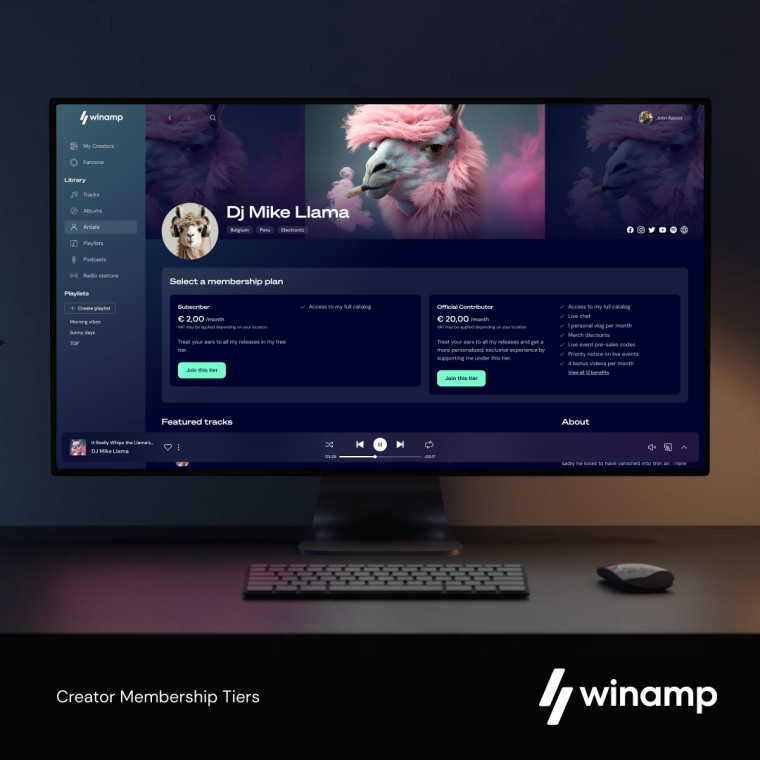 winamp
John Kesser
My Creators
Fanzone
Library
Tracks
Albums
Artists
Playlists
Podcasts
Radio stations
Playlists
+ Create playlist
Morning vibes
Sunny days
TGIF
Dj Mike Llama
Belgium
Peru
Electronic
Select a membership plan
Subscriber
€ 2,00 /month
VAT may be applied depending on your location
Treat your ears to all my releases in my free
tier.
Join this tier
Access to my full catalog
Official Contributor
€ 20,00 /month
VAT may be applied depending on your location
Treat your ears to all my releases and get a
more personalized, exclusive experience by
supporting me under this tier.
Join this tier
Access to my full catalog
Live chat
1 personal vlog per month
Merch discounts
Live event pre-sales codes
Priority notice on live events
4 bonus videos per month
View all 12 benefits
Featured tracks
About
sadly he looks to have vanished into thin air. There
It Really Whips the Llama's...
DJ Mike Llama
Creator Membership Tiers
winamp